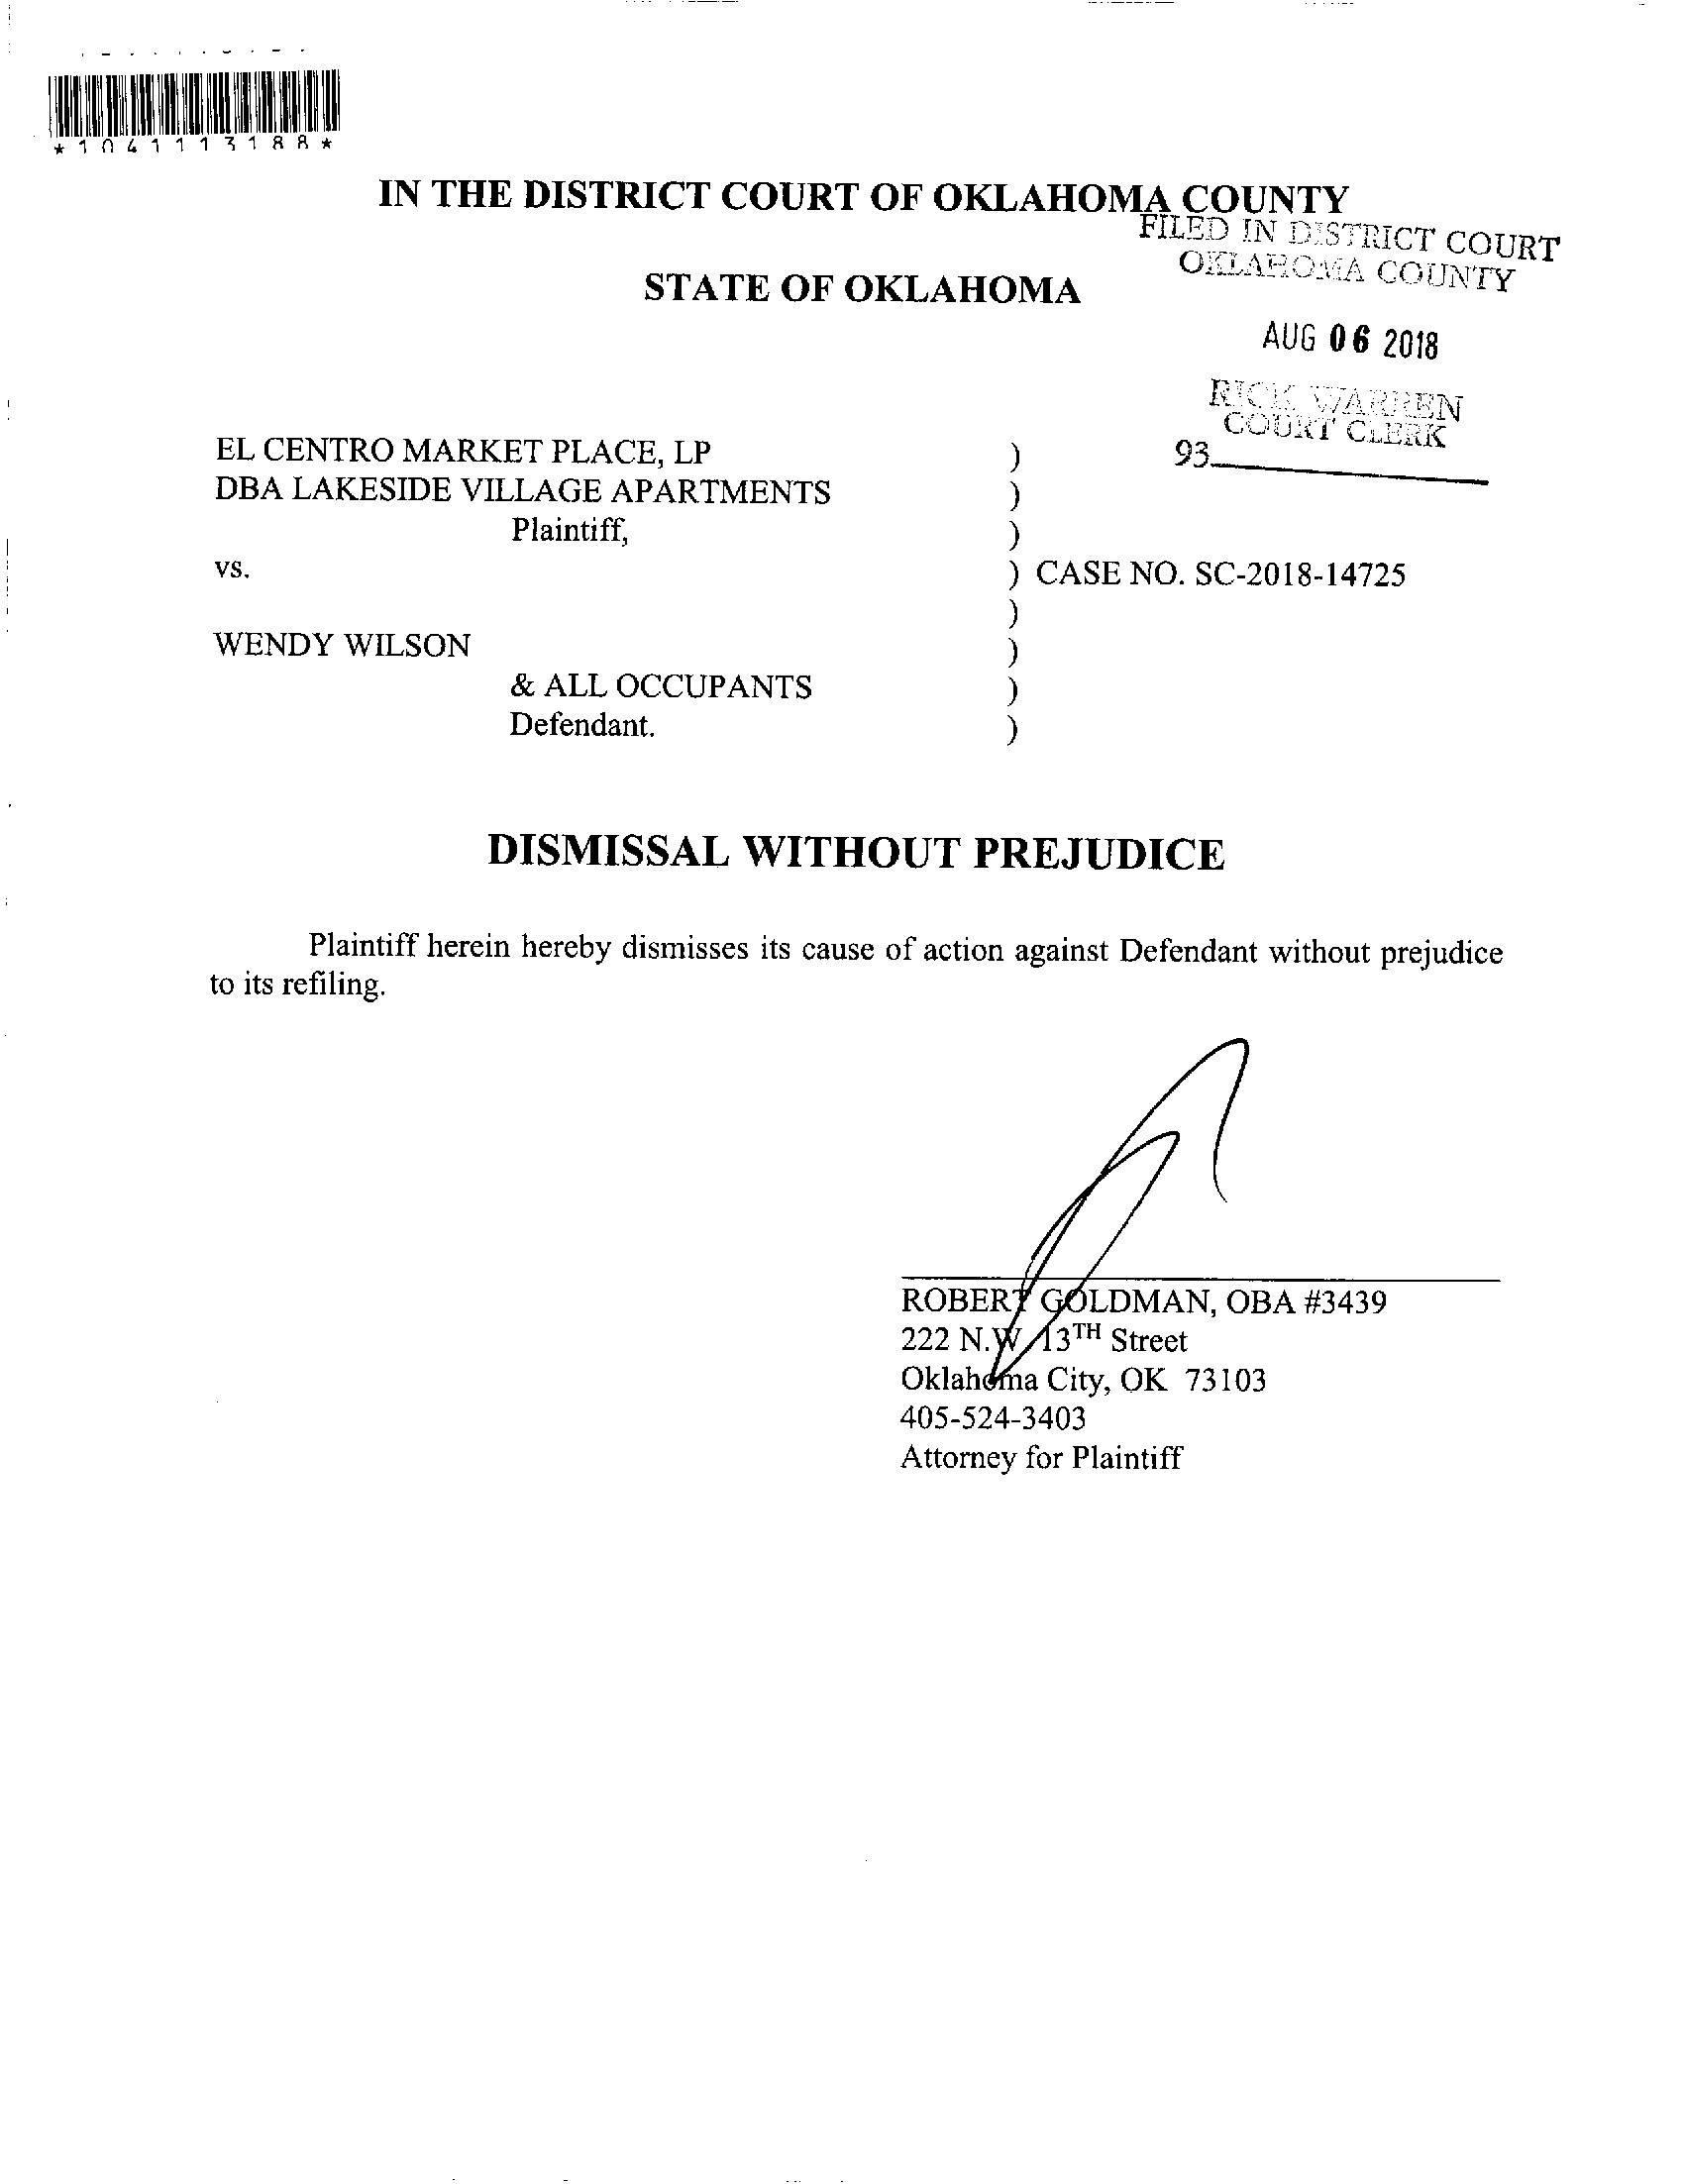 *1041113188*
IN THE DISTRICT COURT OF OKLAHOMA COUNTY
FILED IN DISTRICT COURT
OKLAHOMA COUNTY
STATE OF OKLAHOMA
AUG 06 2018
RICK WARREN
COURT CLERK
93
EL CENTRO MARKET PLACE, LP )
DBA LAKESIDE VILLAGE APARTMENTS )
Plaintiff, )
vs. ) CASE NO. SC-2018-14725
)
WENDY WILSON )
& ALL OCCUPANTS )
Defendant. )
DISMISSAL WITHOUT PREJUDICE
Plaintiff herein hereby dismisses its cause of action against Defendant without prejudice
to its refiling.
ROBERT GOLDMAN, OBA #3439
222 N.W. 13TH Street
Oklahoma City, OK 73103
405-524-3403
Attorney for Plaintiff